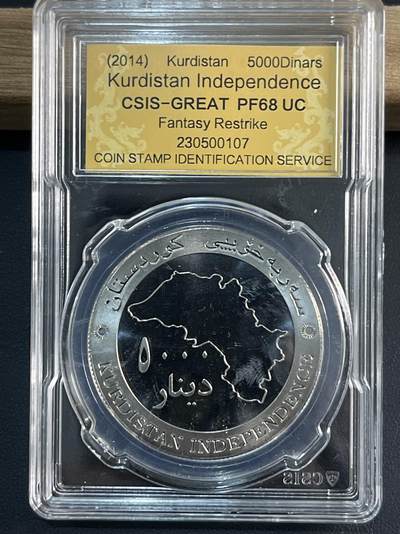 (2014) Kurdistan 5000Dinars
Kurdistan Independence
CSIS-GREAT PF68 UC
Fantasy Restrike
230500107
COIN STAMP IDENTIFICATION SERVICE
سەربەخۆیی کوردستان
٥٠٠٠
دینار
KURDISTAN INDEPENDENCE
CSIS